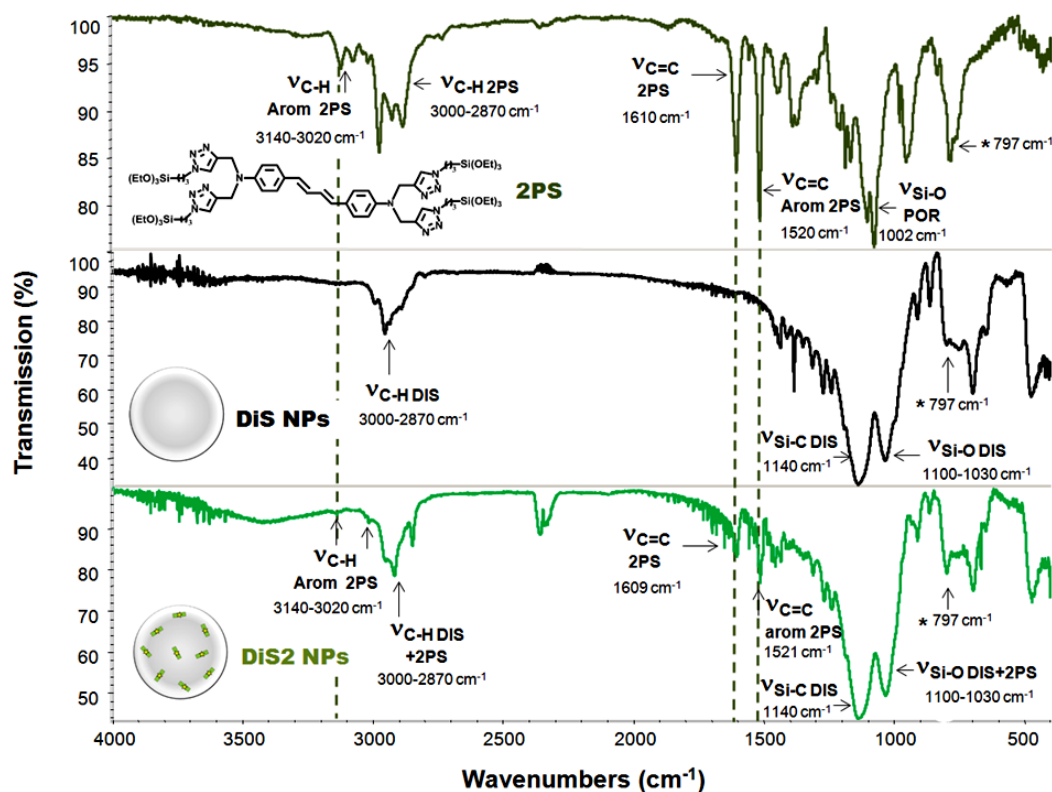 Transmission (%)
100
95
90
85
80
νC-H
Arom 2PS
3140-3020 cm-1
νC-H 2PS
3000-2870 cm-1
νC=C
2PS
1610 cm-1
νC=C
Arom 2PS
1520 cm-1
νSi-O
POR
1002 cm-1
* 797 cm-1
(EtO)3Si
(EtO)3Si
3
3
N
N
N
N
N
N
N
N
N
N
N
N
N
N
3
3
Si(OEt)3
Si(OEt)3
2PS
90
80
70
60
50
40
DiS NPs
νC-H DIS
3000-2870 cm-1
νSi-C DIS
1140 cm-1
νSi-O DIS
1100-1030 cm-1
* 797 cm-1
90
80
70
60
50
DiS2 NPs
νC-H
Arom 2PS
3140-3020 cm-1
νC-H DIS
+2PS
3000-2870 cm-1
νC=C
2PS
1609 cm-1
νC=C
arom 2PS
1521 cm-1
νSi-C DIS
1140 cm-1
νSi-O DIS+2PS
1100-1030 cm-1
* 797 cm-1
4000 3500 3000 2500 2000 1500 1000 500
Wavenumbers (cm-1)